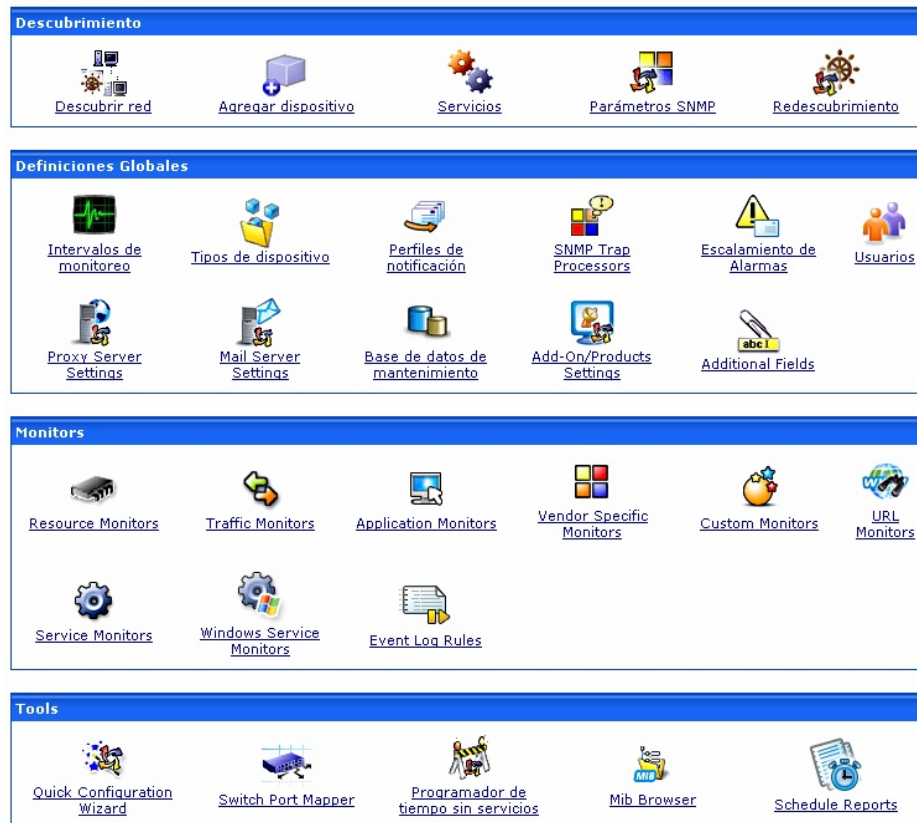 Descubrimiento
Descubrir red
Agregar dispositivo
Servicios
Parámetros SNMP
Redescubrimiento
Definiciones Globales
Intervalos de
monitoreo
Tipos de dispositivo
Perfiles de
notificación
SNMP Trap
Processors
Escalamiento de
Alarmas
Usuarios
Proxy Server
Settings
Mail Server
Settings
Base de datos de
mantenimiento
Add-On/Products
Settings
abc I
Additional Fields
Monitors
Resource Monitors
Traffic Monitors
Application Monitors
Vendor Specific
Monitors
Custom Monitors
W
URL
Monitors
Service Monitors
Windows Service
Monitors
Event Log Rules
Tools
Quick Configuration
Wizard
Switch Port Mapper
Programador de
tiempo sin servicios
MIB
Mib Browser
Schedule Reports